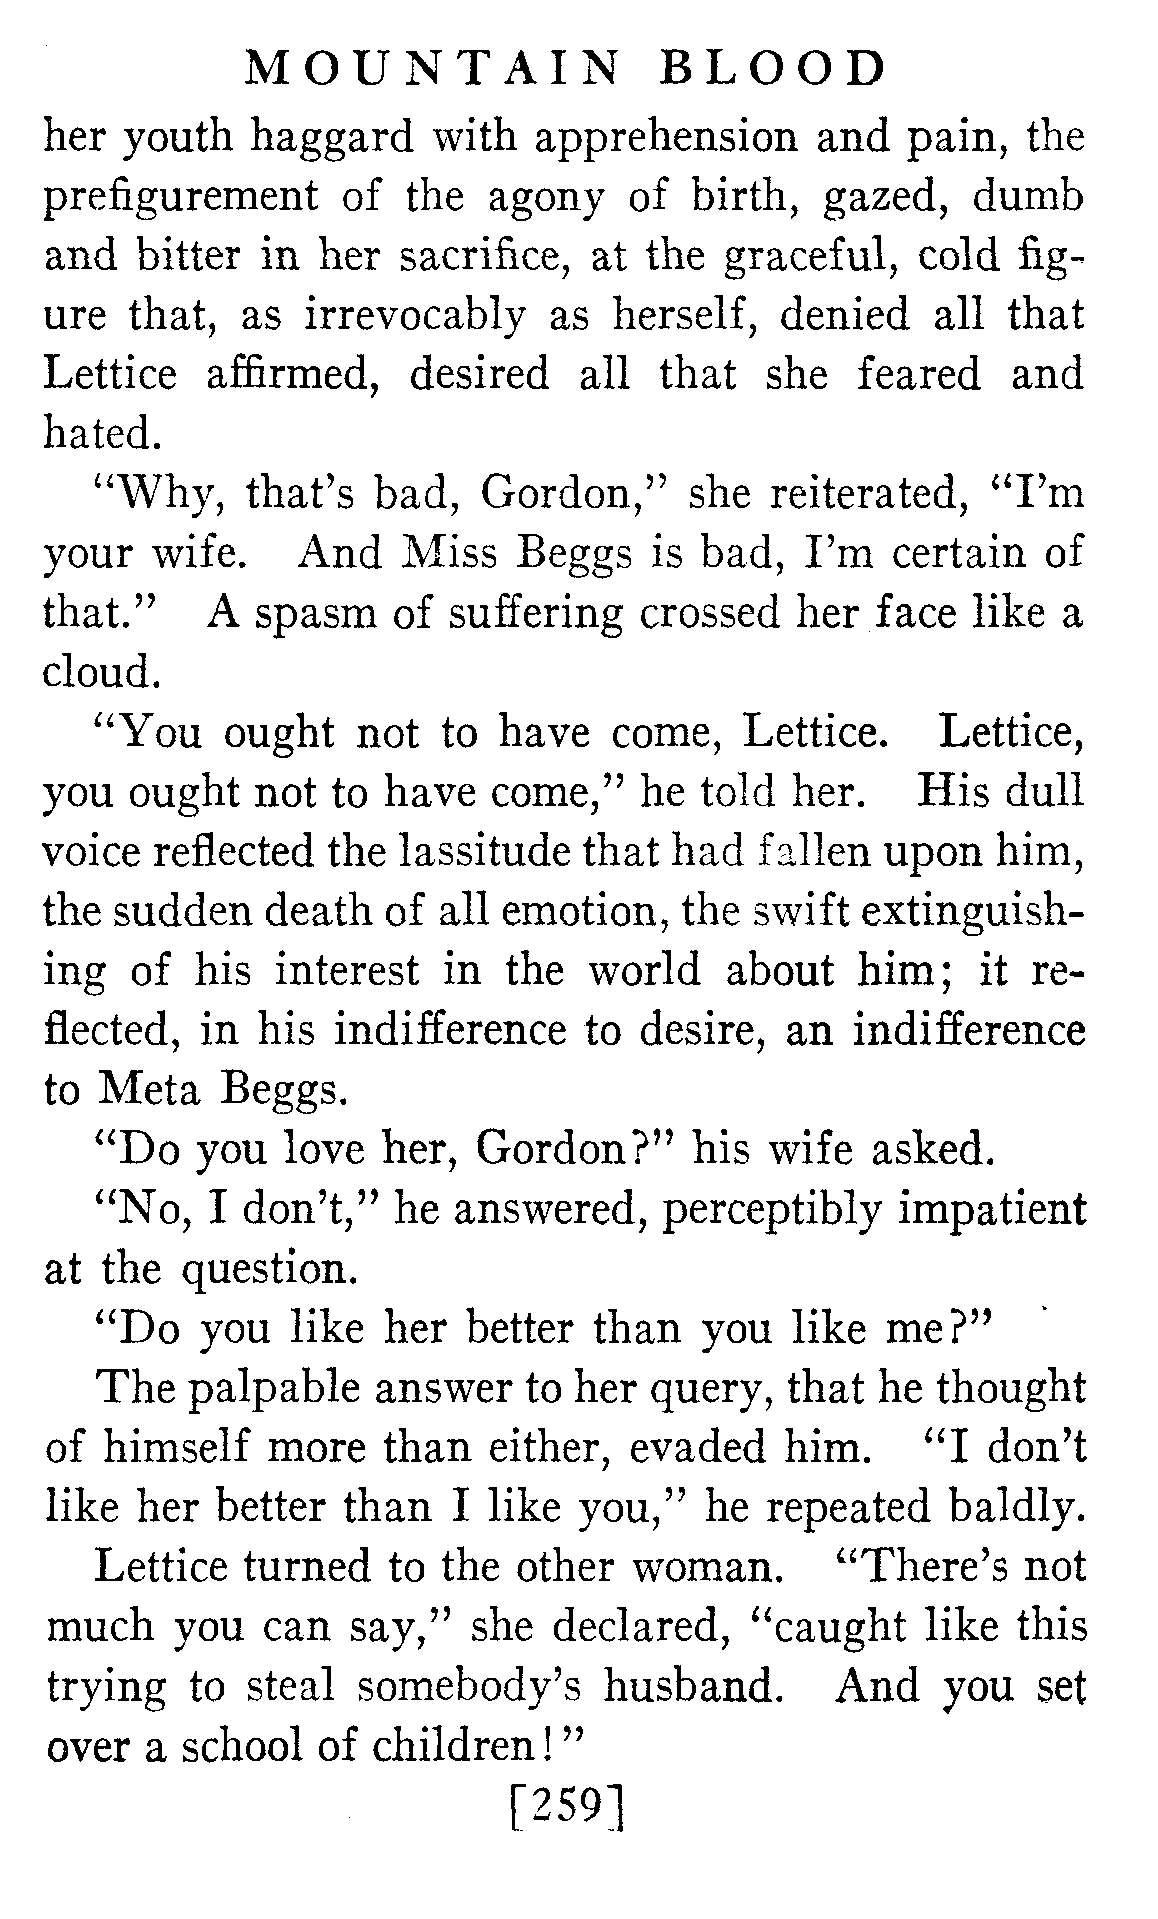 MOUNTAIN BLOOD
her youth haggard with apprehension and pain, the
prefigurement of the agony of birth, gazed, dumb
and bitter in her sacrifice, at the graceful, cold fig-
ure that, as irrevocably as herself, denied all that
Lettice affirmed, desired all that she feared and
hated.
“Why, that’s bad, Gordon,” she reiterated, “I’m
your wife. And Miss Beggs is bad, I’m certain of
that.” A spasm of suffering crossed her face like a
cloud.
“You ought not to have come, Lettice. Lettice,
you ought not to have come,” he told her. His dull
voice reflected the lassitude that had fallen upon him,
the sudden death of all emotion, the swift extinguish-
ing of his interest in the world about him; it re-
flected, in his indifference to desire, an indifference
to Meta Beggs.
“Do you love her, Gordon?” his wife asked.
“No, I don’t,” he answered, perceptibly impatient
at the question.
“Do you like her better than you like me?”
The palpable answer to her query, that he thought
of himself more than either, evaded him. “I don’t
like her better than I like you,” he repeated baldly.
Lettice turned to the other woman. “There’s not
much you can say,” she declared, “caught like this
trying to steal somebody’s husband. And you set
over a school of children!”
[259]